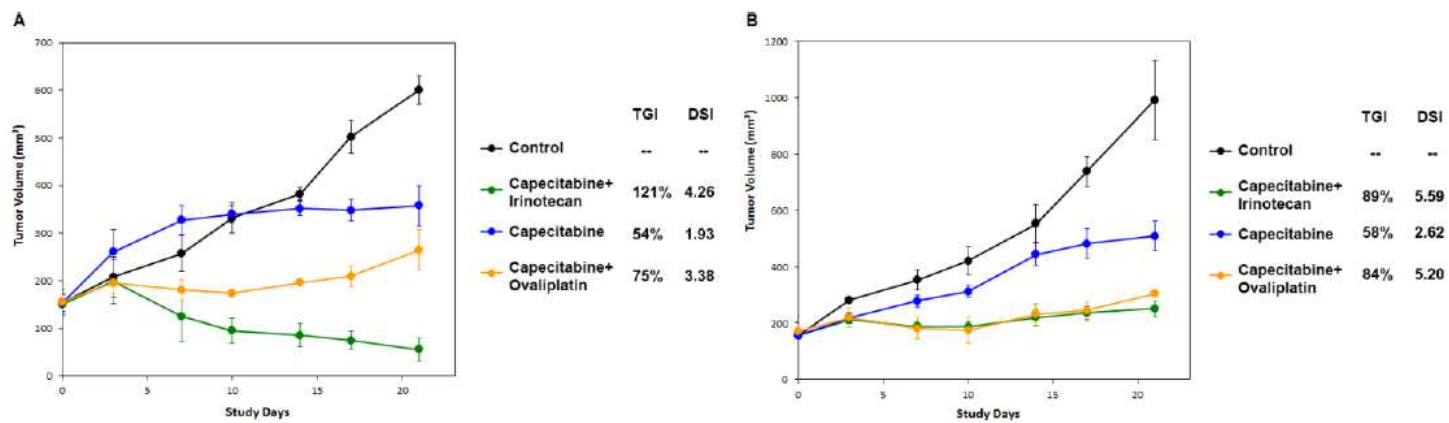 A
700
600
500
400
300
200
100
0
Tumor Volume (mm³)
0 5 10 15 20
Study Days
TGI DSI
Control -- --
Capecitabine+
Irinotecan 121% 4.26
Capecitabine 54% 1.93
Capecitabine+
Ovaliplatin 75% 3.38
B
1200
1000
800
600
400
200
0
Tumor Volume (mm³)
0 5 10 15 20
Study Days
TGI DSI
Control -- --
Capecitabine+
Irinotecan 89% 5.59
Capecitabine 58% 2.62
Capecitabine+
Ovaliplatin 84% 5.20